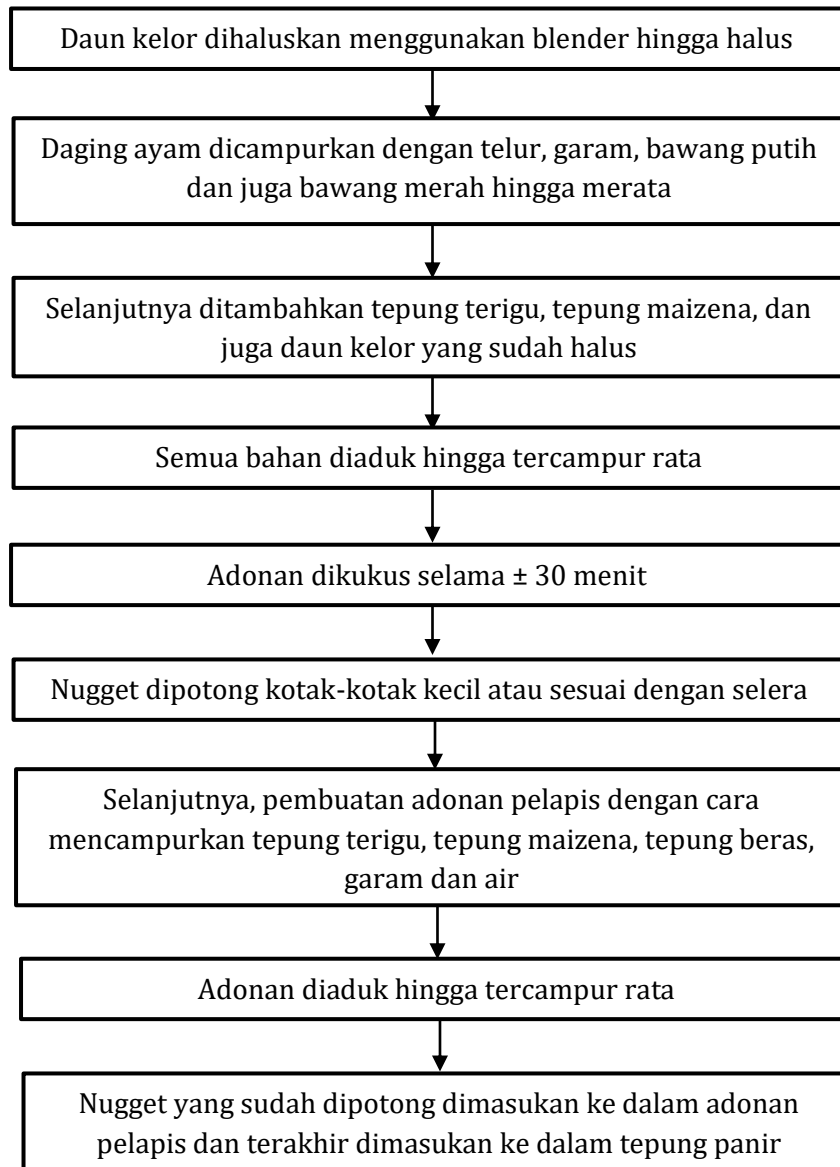 Daun kelor dihaluskan menggunakan blender hingga halus
Daging ayam dicampurkan dengan telur, garam, bawang putih
dan juga bawang merah hingga merata
Selanjutnya ditambahkan tepung terigu, tepung maizena, dan
juga daun kelor yang sudah halus
Semua bahan diaduk hingga tercampur rata
Adonan dikukus selama ± 30 menit
Nugget dipotong kotak-kotak kecil atau sesuai dengan selera
Selanjutnya, pembuatan adonan pelapis dengan cara
mencampurkan tepung terigu, tepung maizena, tepung beras,
garam dan air
Adonan diaduk hingga tercampur rata
Nugget yang sudah dipotong dimasukan ke dalam adonan
pelapis dan terakhir dimasukan ke dalam tepung panir